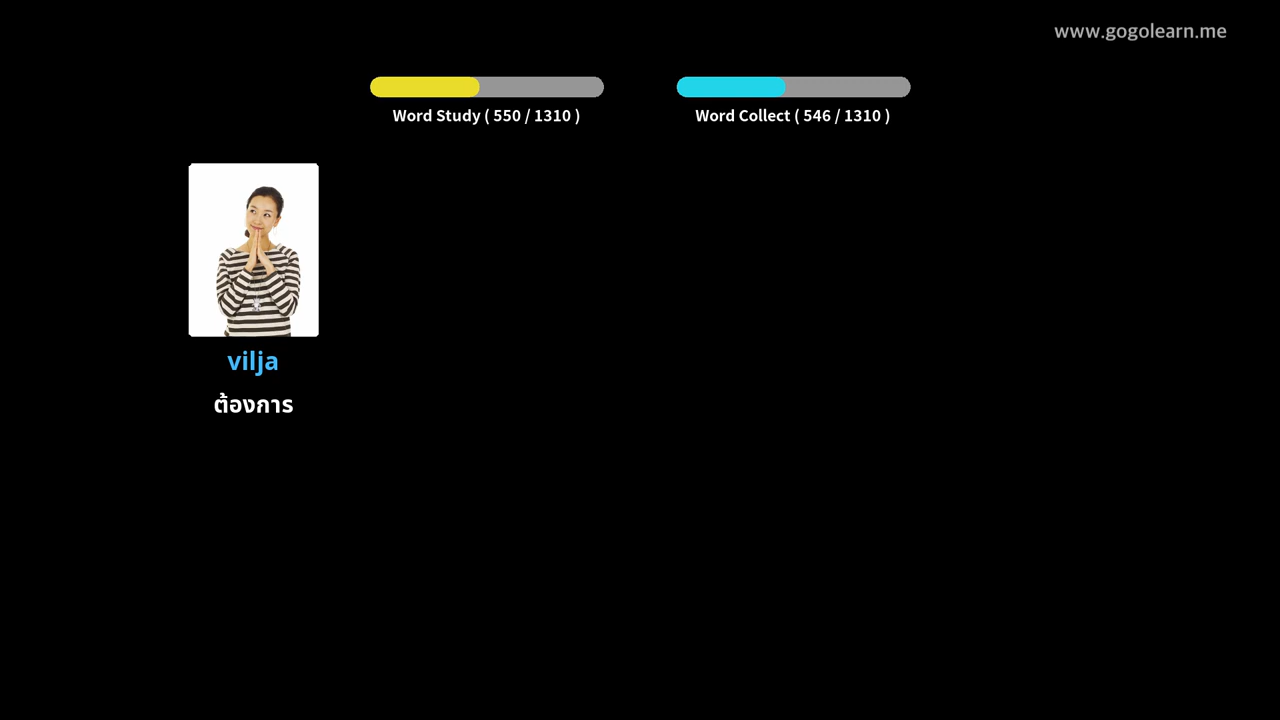 www.gogolearn.me
Word Study ( 550 / 1310 )
Word Collect ( 546 / 1310 )
vilja
ต้องการ